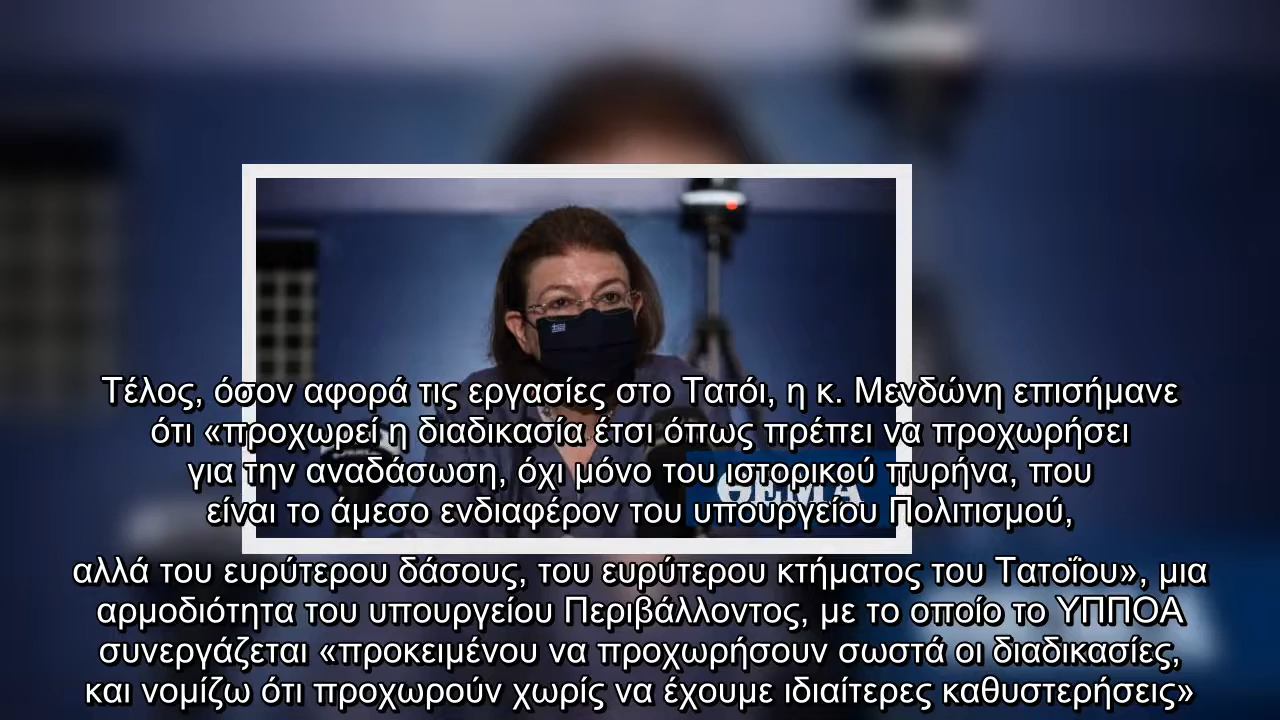 Τέλος, όσον αφορά τις εργασίες στο Τατόι, η κ. Μενδώνη επισήμανε
ότι «προχωρεί η διαδικασία έτσι όπως πρέπει να προχωρήσει
για την αναδάσωση, όχι μόνο του ιστορικού πυρήνα, που
είναι το άμεσο ενδιαφέρον του υπουργείου Πολιτισμού,
αλλά του ευρύτερου δάσους, του ευρύτερου κτήματος του Τατοΐου», μια
αρμοδιότητα του υπουργείου Περιβάλλοντος, με το οποίο το ΥΠΠΟΑ
συνεργάζεται «προκειμένου να προχωρήσουν σωστά οι διαδικασίες,
και νομίζω ότι προχωρούν χωρίς να έχουμε ιδιαίτερες καθυστερήσεις»
ΘΕΜΑ